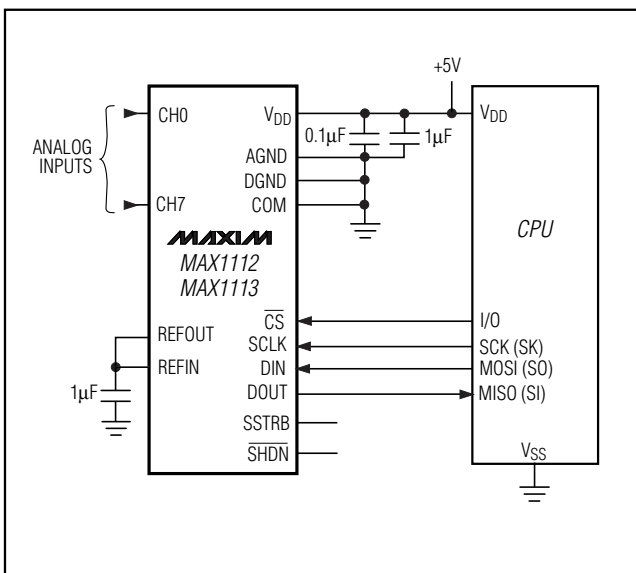 +5V
CH0
VDD
VDD
0.1µF
1µF
ANALOG
INPUTS
AGND
DGND
CH7
COM
MAXIM
CPU
MAX1112
MAX1113
CS
I/O
REFOUT
SCLK
SCK (SK)
REFIN
DIN
MOSI (SO)
1µF
DOUT
MISO (SI)
SSTRB
SHDN
VSS